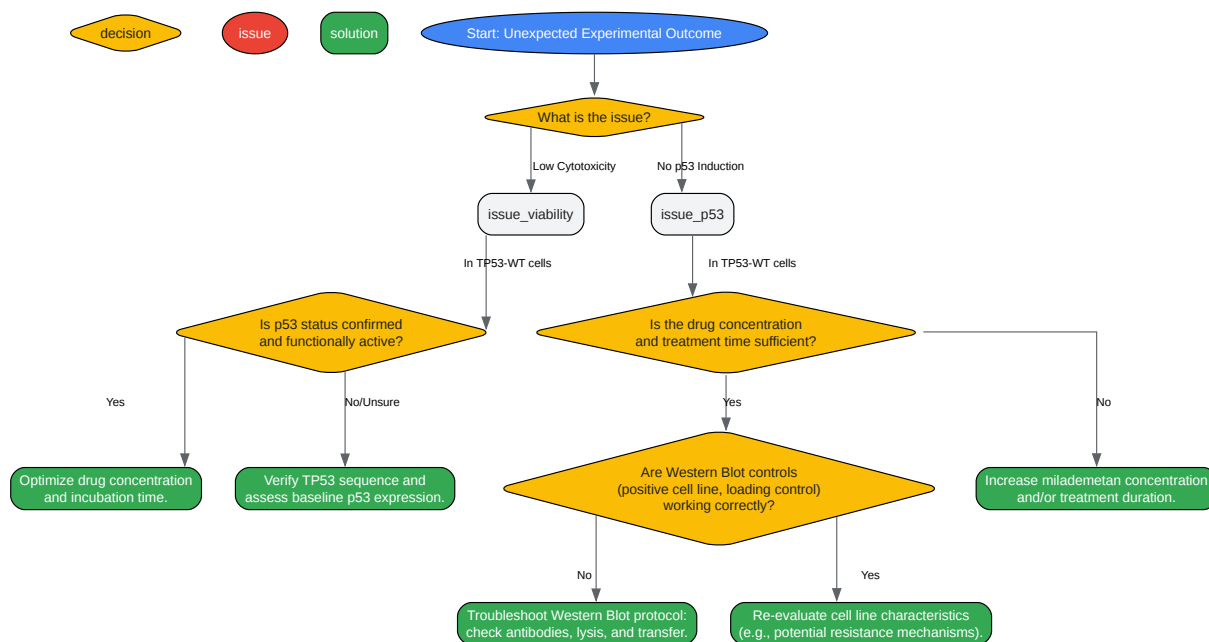 decision
issue
solution
Start: Unexpected Experimental Outcome
What is the issue?
Low Cytotoxicity
No p53 Induction
issue_viability
issue_p53
In TP53-WT cells
In TP53-WT cells
Is p53 status confirmed
and functionally active?
Is the drug concentration
and treatment time sufficient?
Yes
No/Unsure
Yes
No
Optimize drug concentration
and incubation time.
Verify TP53 sequence and
assess baseline p53 expression.
Are Western Blot controls
(positive cell line, loading control)
working correctly?
Increase milademetan concentration
and/or treatment duration.
No
Yes
Troubleshoot Western Blot protocol:
check antibodies, lysis, and transfer.
Re-evaluate cell line characteristics
(e.g., potential resistance mechanisms).